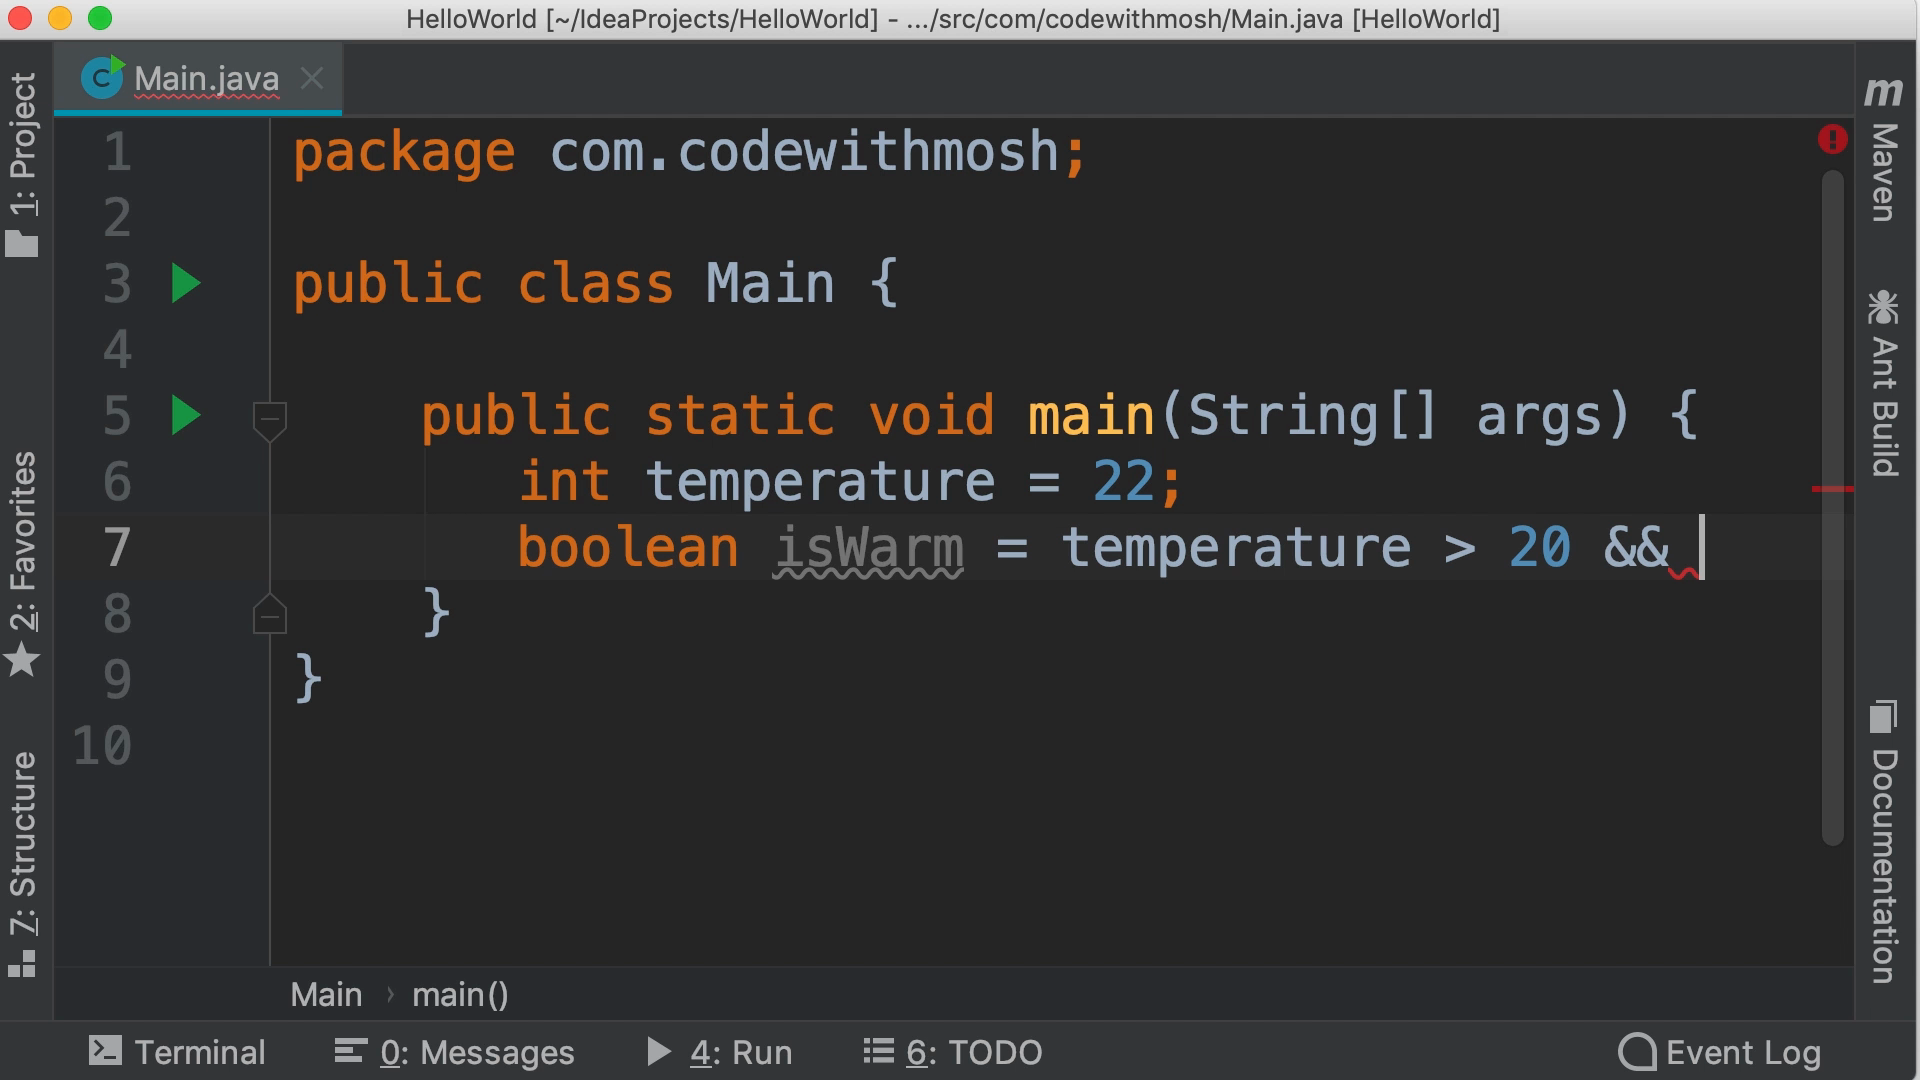 HelloWorld [~/IdeaProjects/HelloWorld] - .../src/com/codewithmosh/Main.java [HelloWorld]
Main.java
1: Project
2: Favorites
7: Structure
1 package com.codewithmosh;
2
3 public class Main {
4
5 public static void main(String[] args) {
6 int temperature = 22;
7 boolean isWarm = temperature > 20 &&
8 }
9 }
10
m Maven
Ant Build
Documentation
Main › main()
Terminal 0: Messages 4: Run 6: TODO Event Log